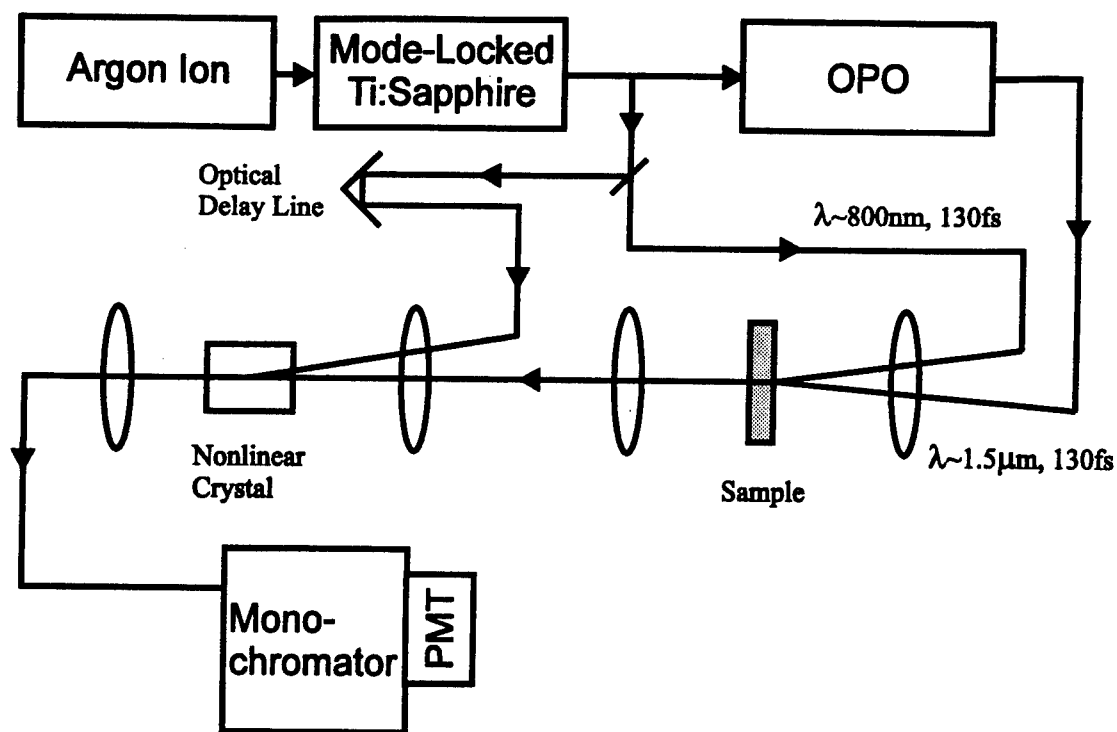 Argon Ion
Mode-Locked
Ti:Sapphire
OPO
Optical
Delay Line
λ~800nm, 130fs
λ~1.5μm, 130fs
Nonlinear
Crystal
Sample
Mono-
chromator
PMT